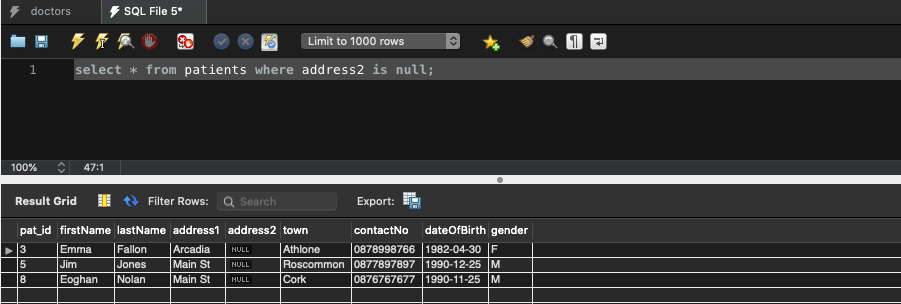 doctors SQL File 5*
Limit to 1000 rows
1 select * from patients where address2 is null;
100% 47:1
Result Grid Filter Rows: Search Export:
pat_id firstName lastName address1 address2 town contactNo dateOfBirth gender
3 Emma Fallon Arcadia NULL Athlone 0878998766 1982-04-30 F
5 Jim Jones Main St NULL Roscommon 0877897897 1990-12-25 M
8 Eoghan Nolan Main St NULL Cork 0876767677 1990-11-25 M